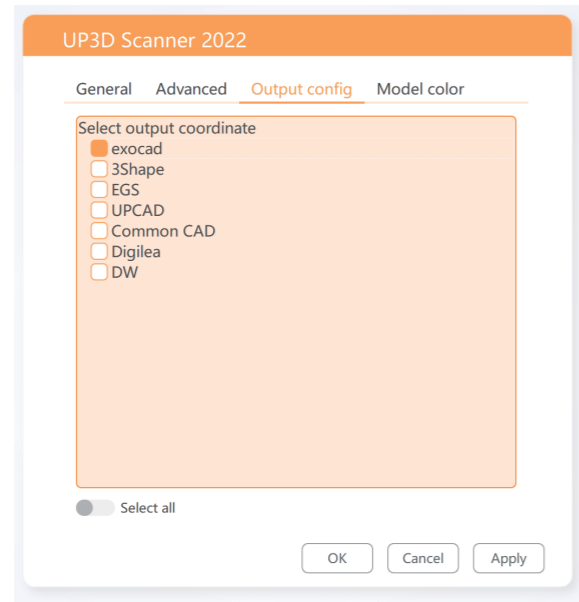 UP3D Scanner 2022
General Advanced Output config Model color
Select output coordinate
exocad
3Shape
EGS
UPCAD
Common CAD
Digilea
DW
Select all
OK Cancel Apply